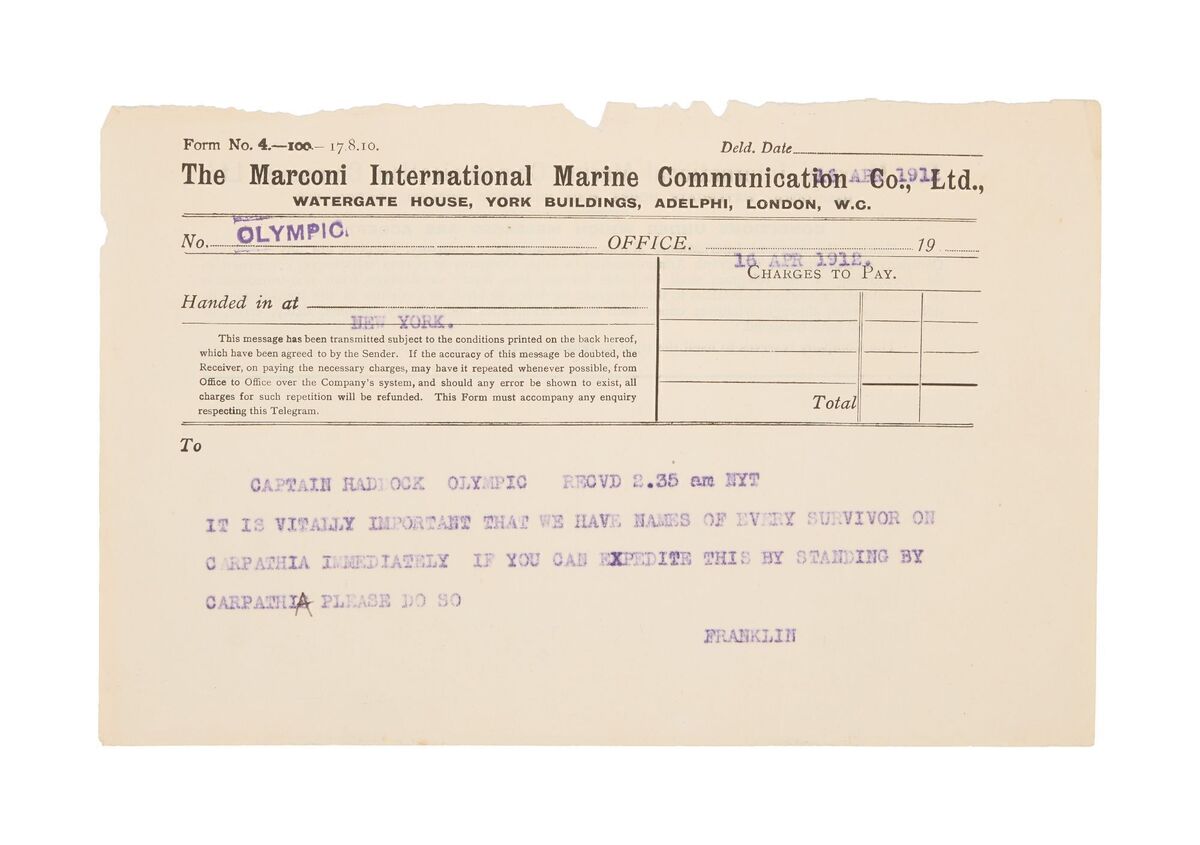 Form No. 4.—100.— 17.8.10. Deld. Date
16 APR 1912
The Marconi International Marine Communication Co., Ltd.,
WATERGATE HOUSE, YORK BUILDINGS, ADELPHI, LONDON, W.C.
No. OLYMPIC. OFFICE. 19
16 APR 1912.
CHARGES TO PAY.
Handed in at
NEW YORK.
This message has been transmitted subject to the conditions printed on the back hereof,
which have been agreed to by the Sender. If the accuracy of this message be doubted, the
Receiver, on paying the necessary charges, may have it repeated whenever possible, from
Office to Office over the Company's system, and should any error be shown to exist, all
charges for such repetition will be refunded. This Form must accompany any enquiry
respecting this Telegram.
Total
To
CAPTAIN HADDOCK OLYMPIC RECVD 2.35 am NYT
IT IS VITALLY IMPORTANT THAT WE HAVE NAMES OF EVERY SURVIVOR ON
CARPATHIA IMMEDIATELY IF YOU CAN EXPEDITE THIS BY STANDING BY
CARPATHIA PLEASE DO SO
FRANKLIN